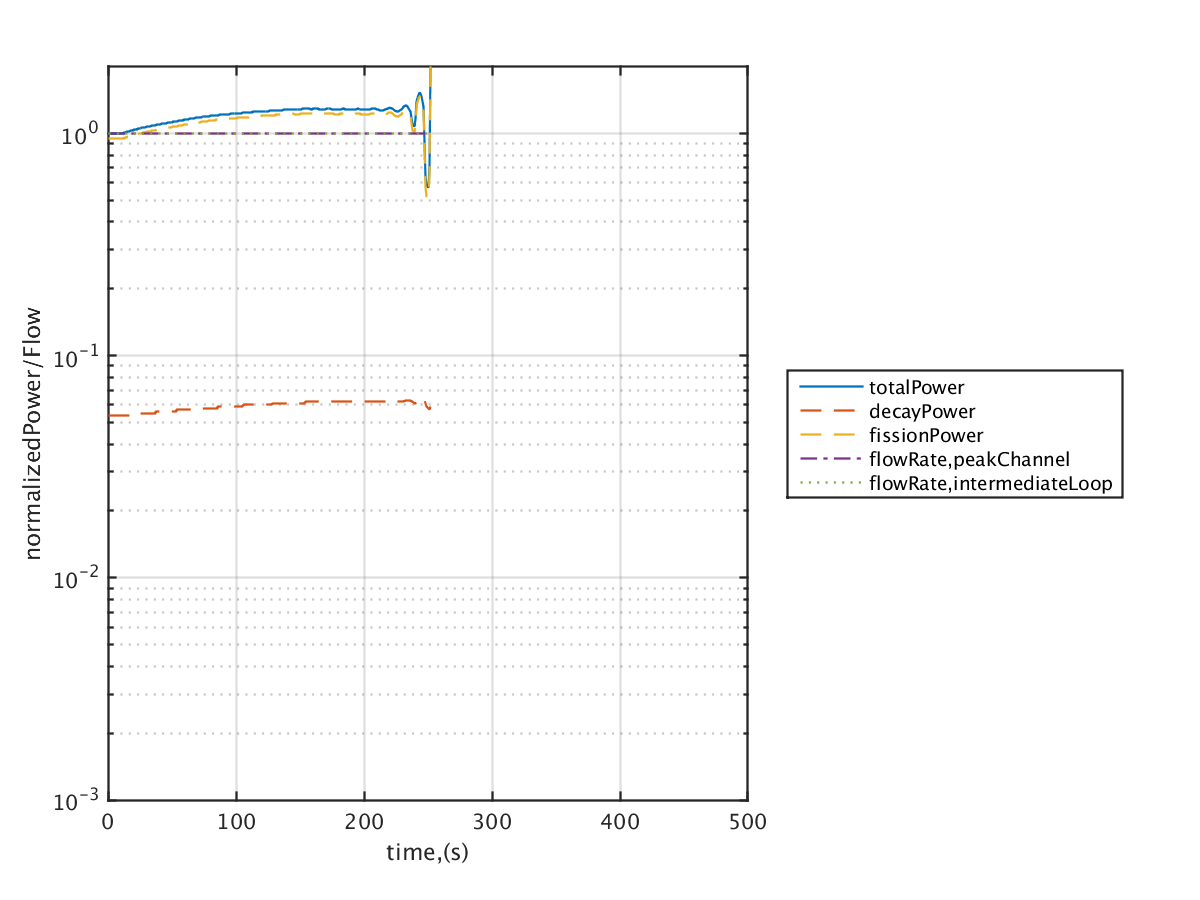 10^0
10^-1
10^-2
10^-3
normalizedPower/Flow
0 100 200 300 400 500
time,(s)
totalPower
decayPower
fissionPower
flowRate,peakChannel
flowRate,intermediateLoop